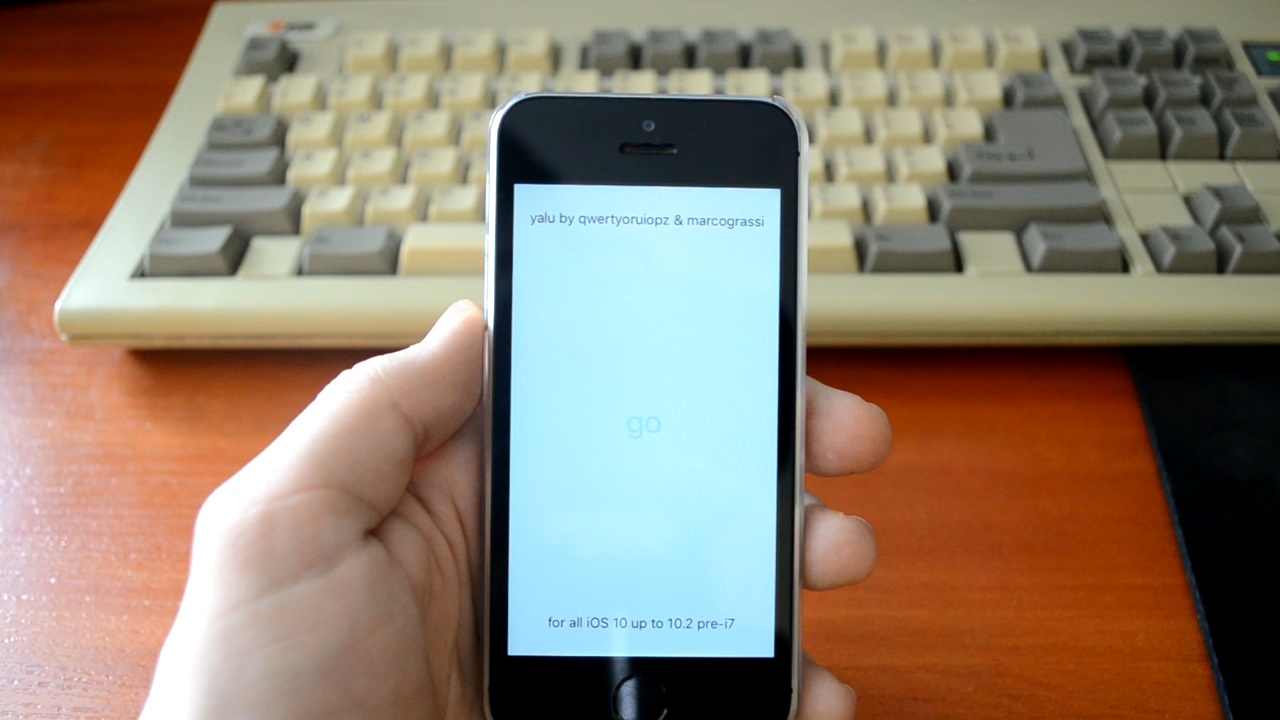 yalu by qwertyoruiopz & marcograssi
go
for all iOS 10 up to 10.2 pre-i7